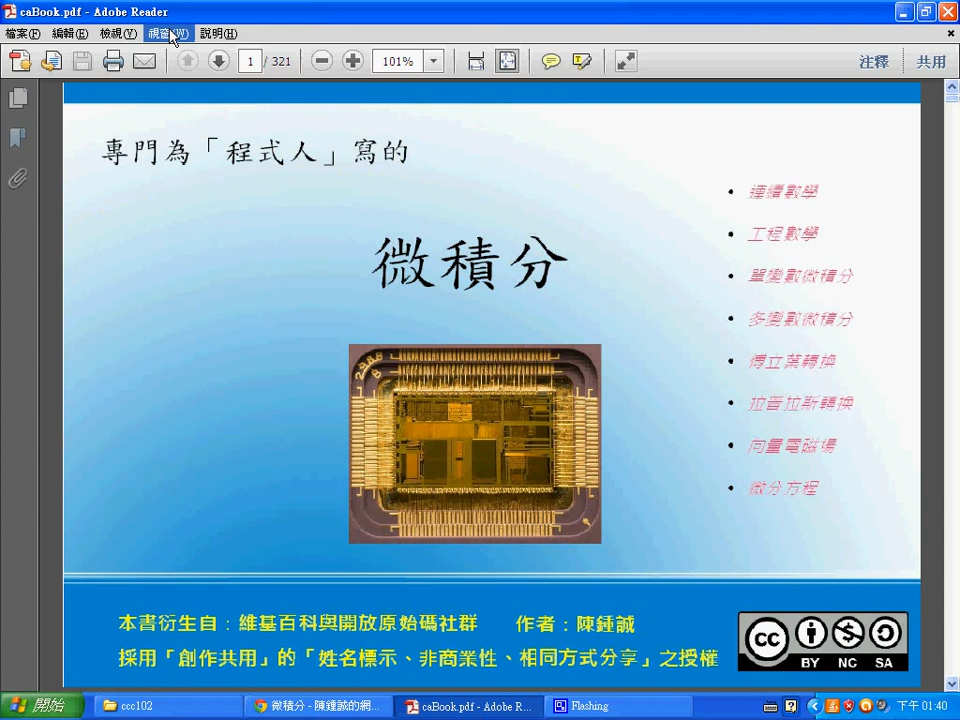 caBook.pdf - Adobe Reader
檔案(F) 編輯(E) 檢視(V) 視窗(W) 說明(H)
1 / 321 101% 注釋 共用
專門為「程式人」寫的
微積分
• 連續數學
• 工程數學
• 單變數微積分
• 多變數微積分
• 傅立葉轉換
• 拉普拉斯轉換
• 向量電磁場
• 微分方程
本書衍生自：維基百科與開放原始碼社群 作者：陳鍾誠
採用「創作共用」的「姓名標示、非商業性、相同方式分享」之授權
cc BY NC SA
開始 ccc102 微積分 - 陳鍾誠的網... caBook.pdf - Adobe R... Flashing 下午 01:40